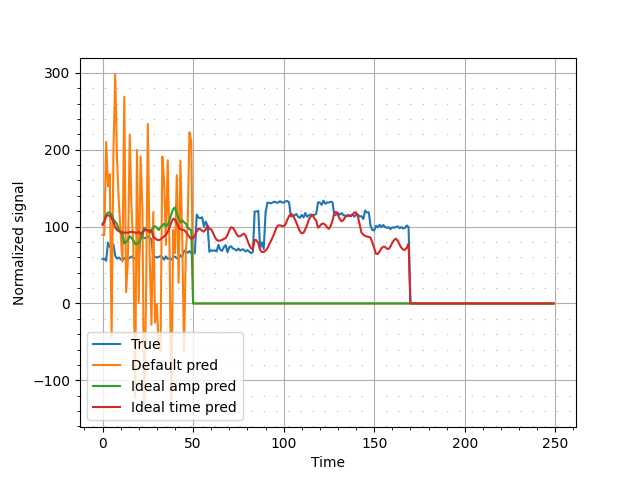 300
200
100
0
−100
Normalized signal
True
Default pred
Ideal amp pred
Ideal time pred
0
50
100
150
200
250
Time